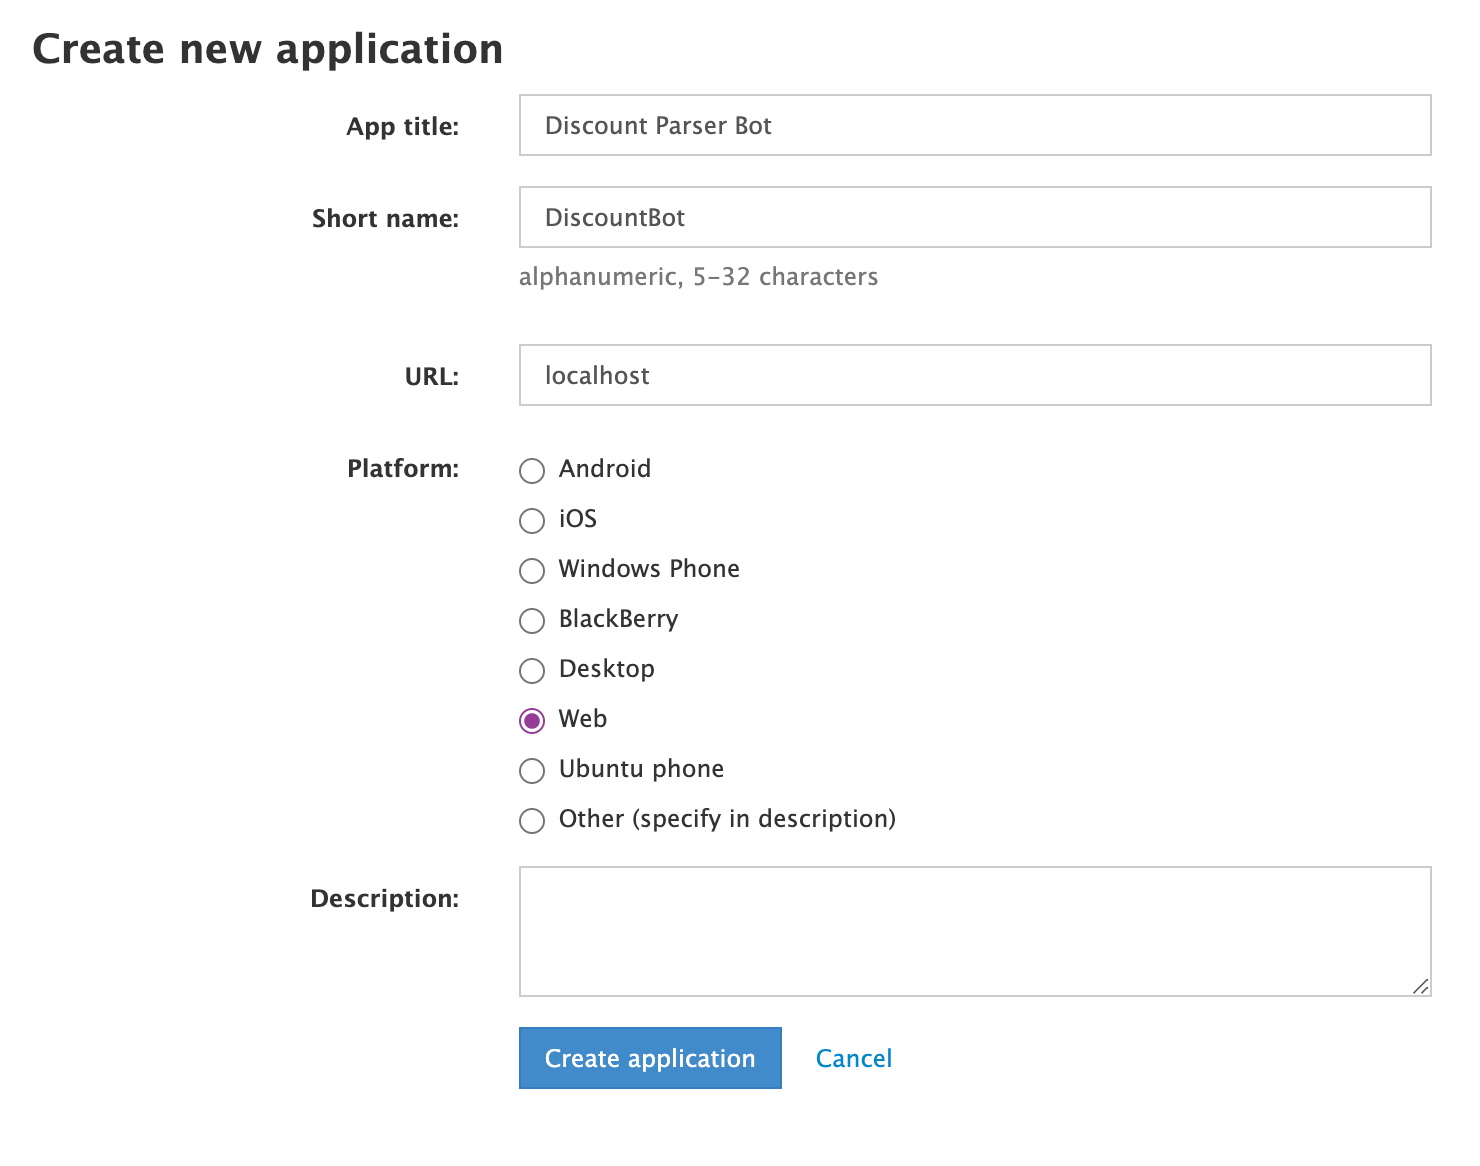 Create new application
App title:
Discount Parser Bot
Short name:
DiscountBot
alphanumeric, 5–32 characters
URL:
localhost
Platform:
Android
iOS
Windows Phone
BlackBerry
Desktop
Web
Ubuntu phone
Other (specify in description)
Description:
Create application
Cancel